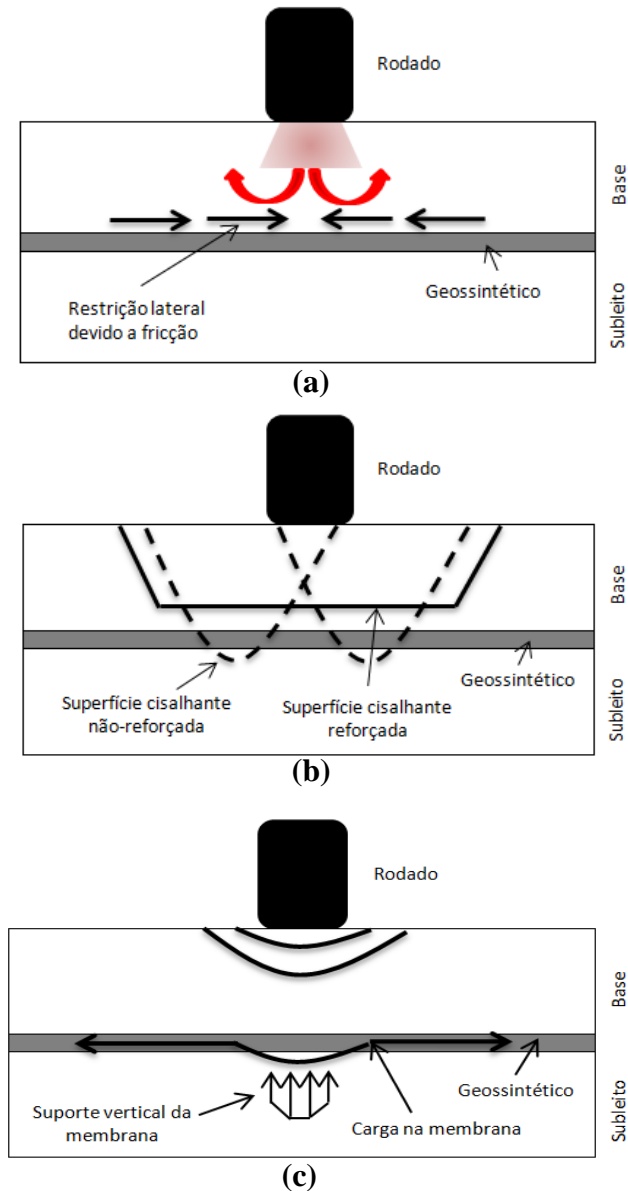 Rodado
Base
Geossintético
Restrição lateral
devido a fricção
Subleito
(a)
Rodado
Base
Geossintético
Superfície cisalhante
não-reforçada
Superfície cisalhante
reforçada
Subleito
(b)
Rodado
Base
Geossintético
Suporte vertical da
membrana
Carga na membrana
Subleito
(c)